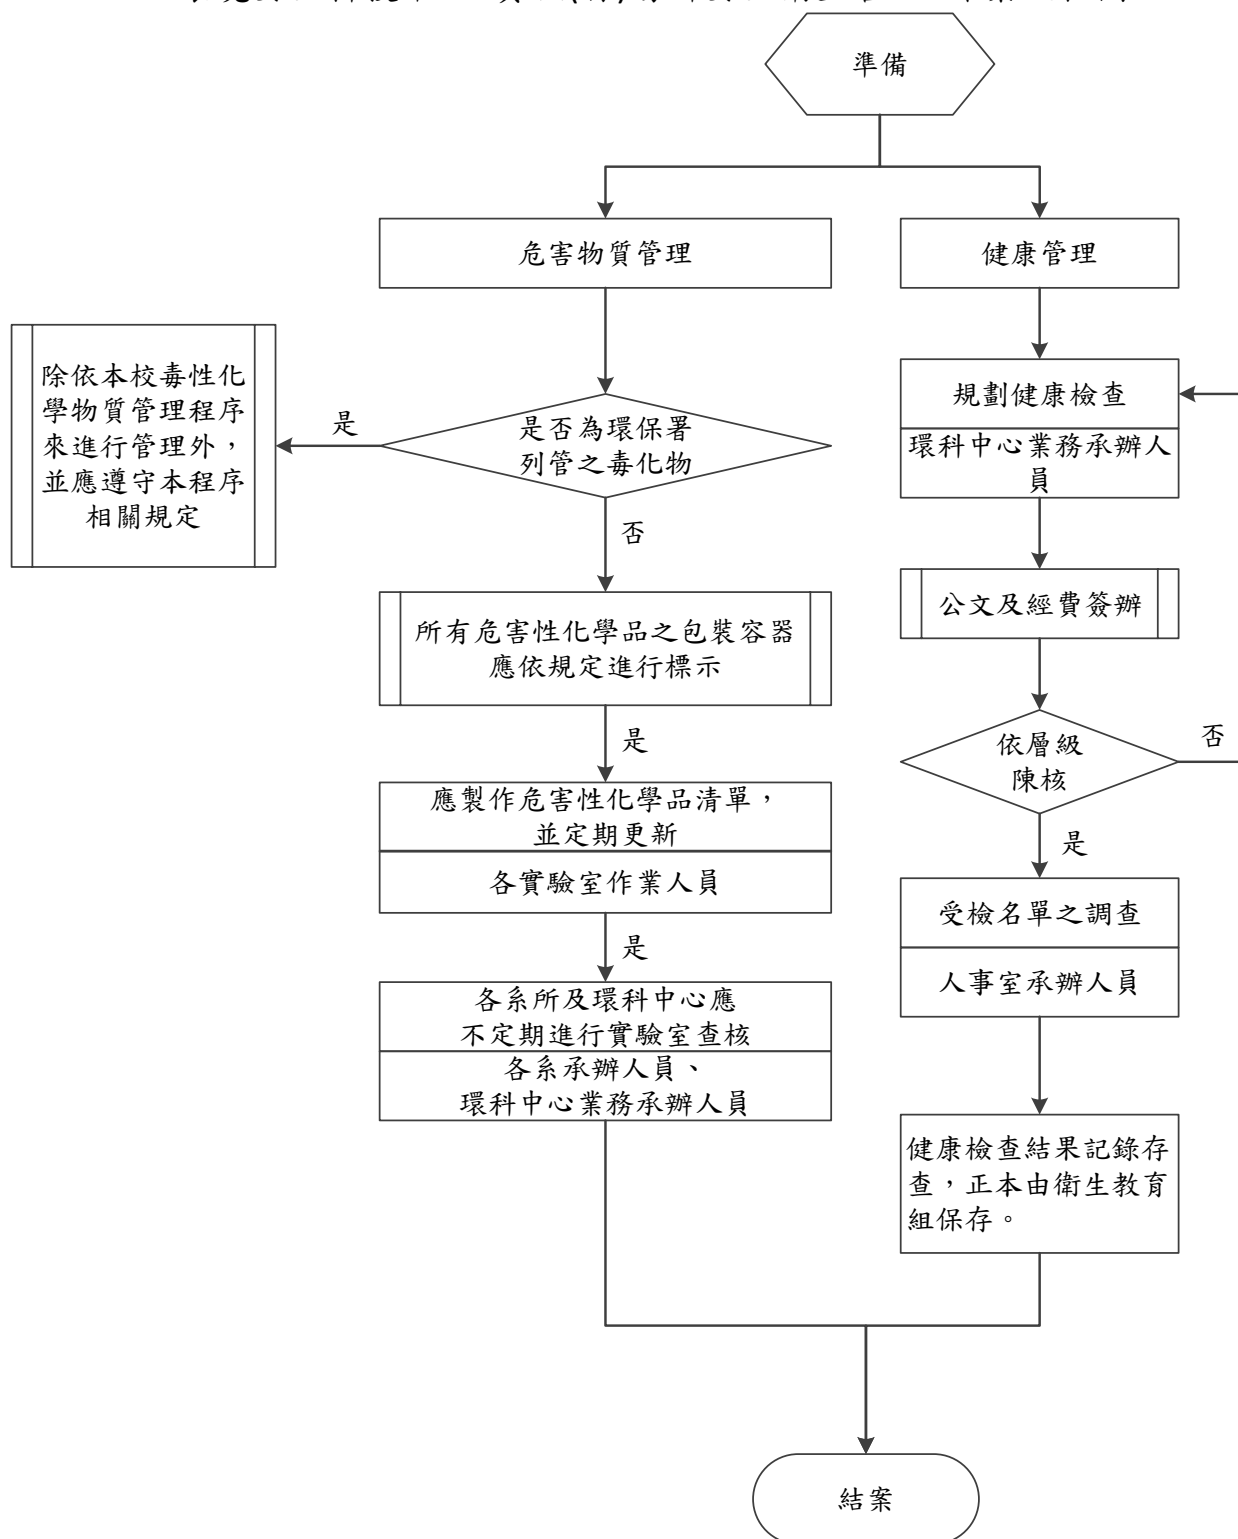 準備
危害物質管理
健康管理
除依本校毒性化
學物質管理程序
來進行管理外，
並應遵守本程序
相關規定
是
是否為環保署
列管之毒化物
否
所有危害性化學品之包裝容器
應依規定進行標示
是
應製作危害性化學品清單，
並定期更新
各實驗室作業人員
是
各系所及環科中心應
不定期進行實驗室查核
各系承辦人員、
環科中心業務承辦人員
規劃健康檢查
環科中心業務承辦人
員
公文及經費簽辦
依層級
陳核
否
是
受檢名單之調查
人事室承辦人員
健康檢查結果記錄存
查，正本由衛生教育
組保存。
結案